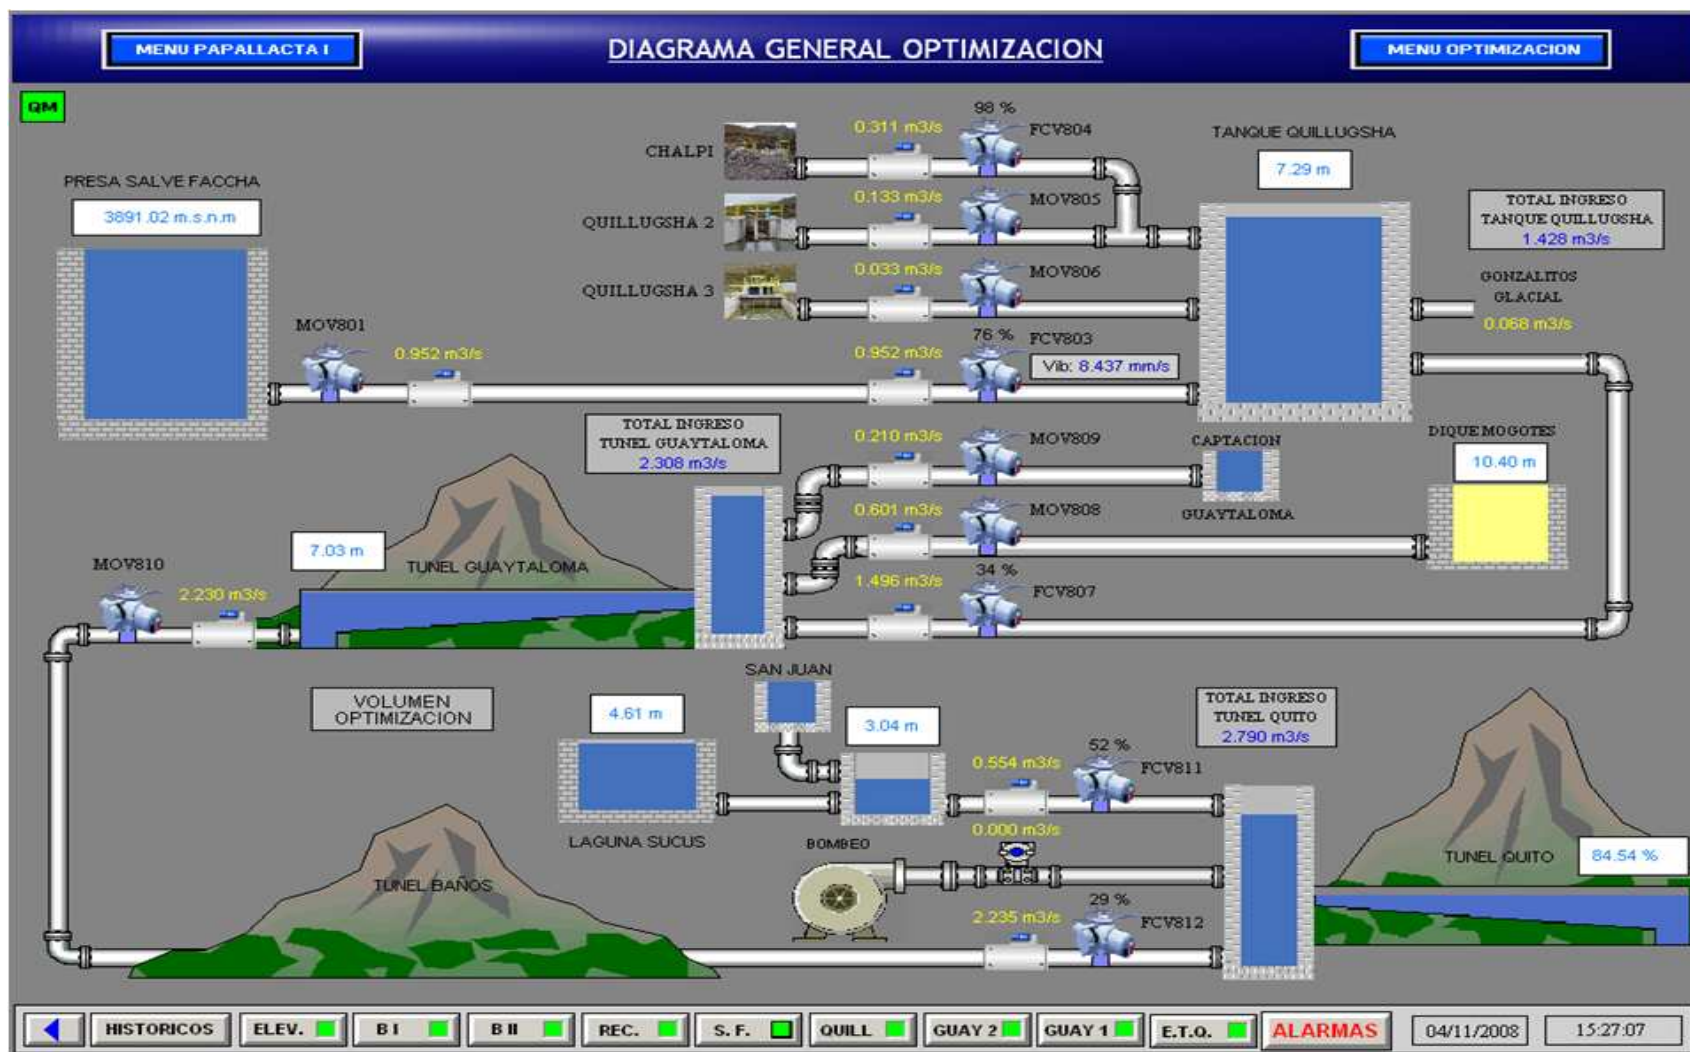 MENU PAPALLACTA I
DIAGRAMA GENERAL OPTIMIZACION
MENU OPTIMIZACION
QM
98 %
0.311 m3/s
FCV804
TANQUE QUILLUGSHA
CHALPI
7.29 m
PRESA SALVE FACCHA
0.133 m3/s
MOV805
TOTAL INGRESO
TANQUE QUILLUGSHA
1.428 m3/s
3891.02 m.s.n.m
QUILLUGSHA 2
0.033 m3/s
MOV806
GONZALITOS
GLACIAL
0.068 m3/s
QUILLUGSHA 3
MOV801
76 %
FCV803
0.952 m3/s
0.952 m3/s
Vib: 8.437 mm/s
TOTAL INGRESO
TUNEL GUAYTALOMA
2.308 m3/s
0.210 m3/s
MOV809
CAPTACION
GUAYTALOMA
DIQUE MOGOTES
10.40 m
0.601 m3/s
MOV808
7.03 m
TUNEL GUAYTALOMA
MOV810
2.230 m3/s
34 %
1.496 m3/s
FCV807
SAN JUAN
VOLUMEN
OPTIMIZACION
4.61 m
3.04 m
TOTAL INGRESO
TUNEL QUITO
2.790 m3/s
52 %
0.554 m3/s
FCV811
LAGUNA SUCUS
BOMBEO
0.000 m3/s
TUNEL QUITO
84.54 %
TUNEL BAÑOS
29 %
2.235 m3/s
FCV812
HISTORICOS
ELEV.
B I
B II
REC.
S. F.
QUILL
GUAY 2
GUAY 1
E.T.Q.
ALARMAS
04/11/2008
15:27:07